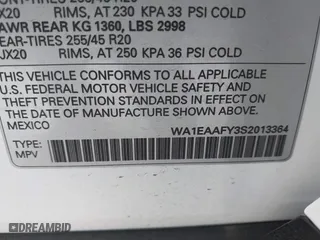 RIMS, AT 230 KPA 33 PSI COLD
AWR REAR KG 1360, LBS 2998
EAR-TIRES 255/45 R20
JX20 RIMS, AT 250 KPA 36 PSI COLD
THIS VEHICLE CONFORMS TO ALL APPLICABLE
U.S. FEDERAL MOTOR VEHICLE SAFETY AND
THEFT PREVENTION STANDARDS IN EFFECT ON
THE DATE OF MANUFACTURE SHOWN ABOVE.
MEXICO
WA1EAAFY3S2013364
TYPE:
MPV
DREAMBID